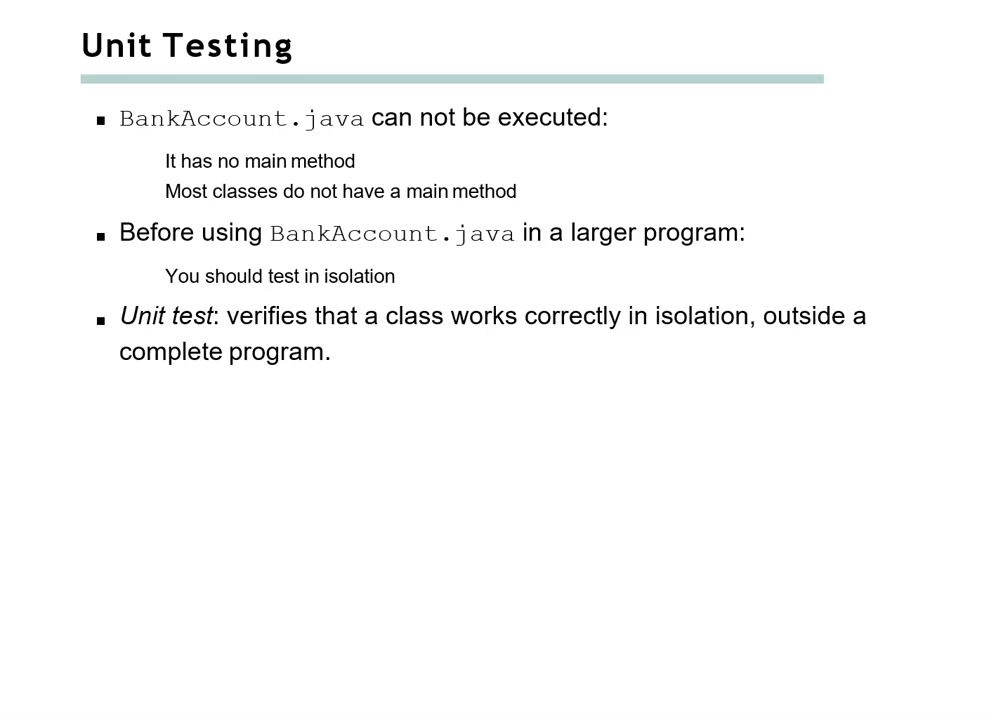 Unit Testing
BankAccount.java can not be executed:
It has no main method
Most classes do not have a main method
Before using BankAccount.java in a larger program:
You should test in isolation
Unit test: verifies that a class works correctly in isolation, outside a
complete program.